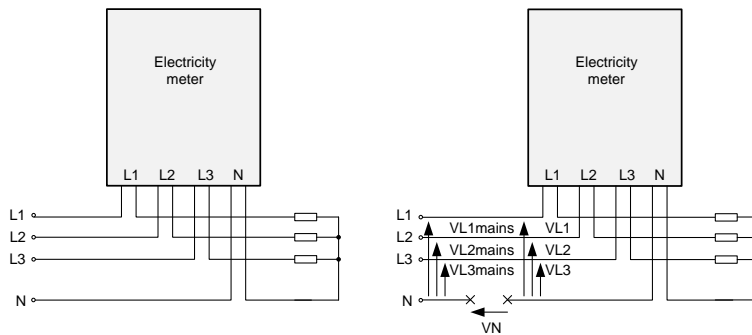 Electricity
meter
L1 L2 L3 N
L1
L2
L3
N
Electricity
meter
L1 L2 L3 N
L1
L2
L3
N
VL1mains VL1
VL2mains VL2
VL3mains VL3
VN